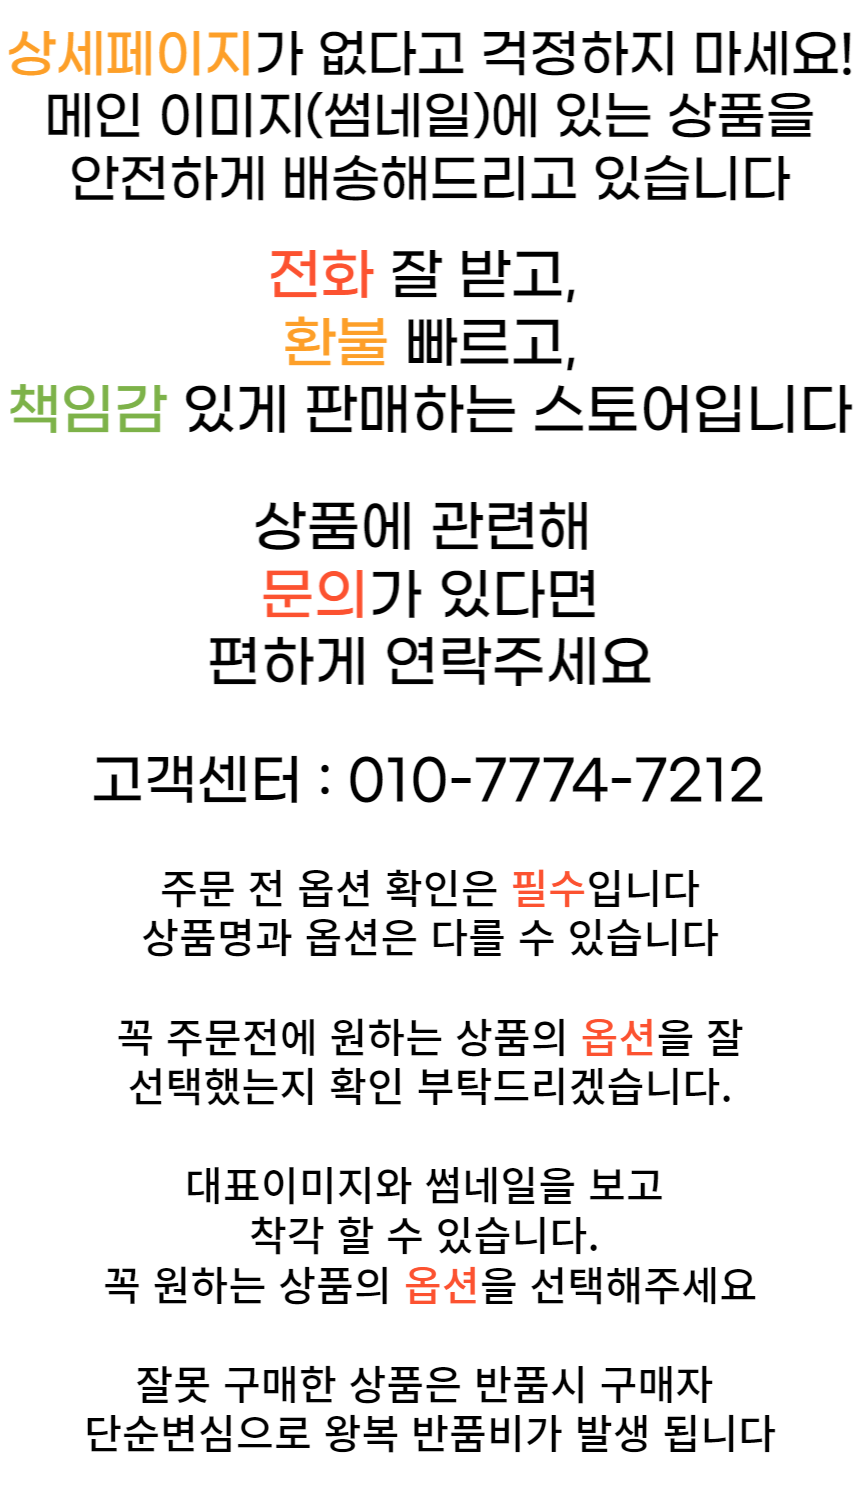 상세페이지가 없다고 걱정하지 마세요!
메인 이미지(썸네일)에 있는 상품을
안전하게 배송해드리고 있습니다
전화 잘 받고,
환불 빠르고,
책임감 있게 판매하는 스토어입니다
상품에 관련해
문의가 있다면
편하게 연락주세요
고객센터 : 010-7774-7212
주문 전 옵션 확인은 필수입니다
상품명과 옵션은 다를 수 있습니다
꼭 주문전에 원하는 상품의 옵션을 잘
선택했는지 확인 부탁드리겠습니다.
대표이미지와 썸네일을 보고
착각 할 수 있습니다.
꼭 원하는 상품의 옵션을 선택해주세요
잘못 구매한 상품은 반품시 구매자
단순변심으로 왕복 반품비가 발생 됩니다